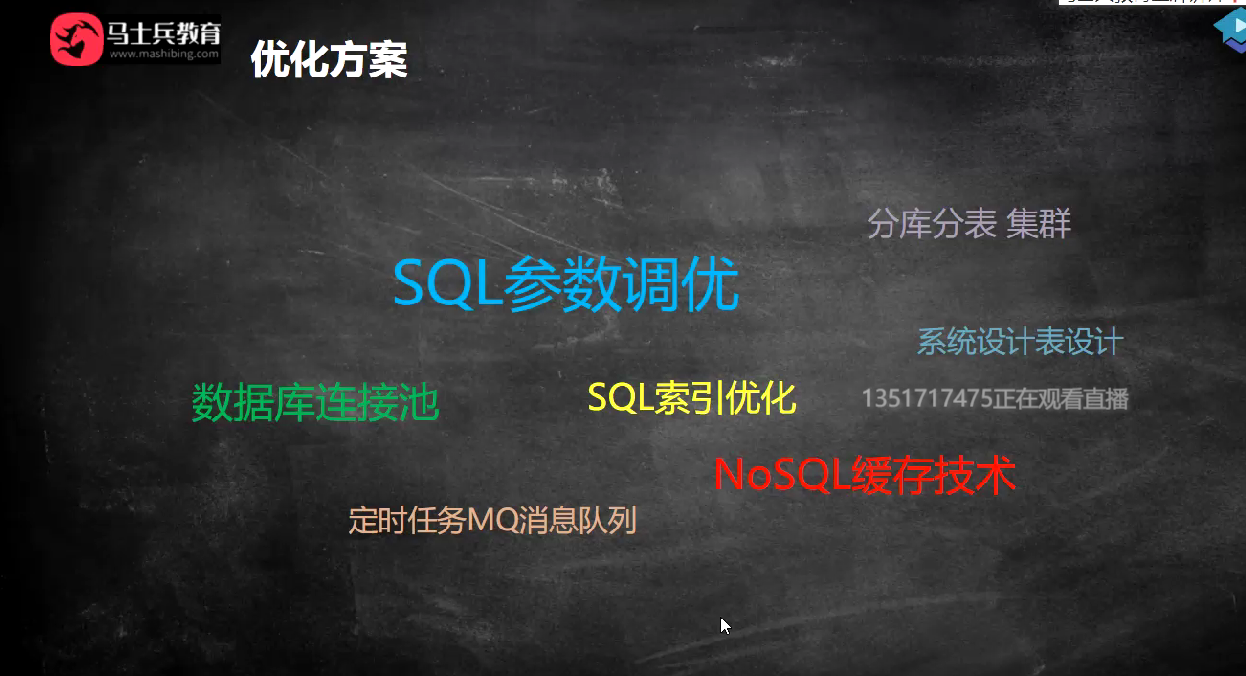 马士兵教育
www.mashibing.com
优化方案
分库分表 集群
SQL参数调优
系统设计表设计
数据库连接池
SQL索引优化
1351717475正在观看直播
NoSQL缓存技术
定时任务MQ消息队列